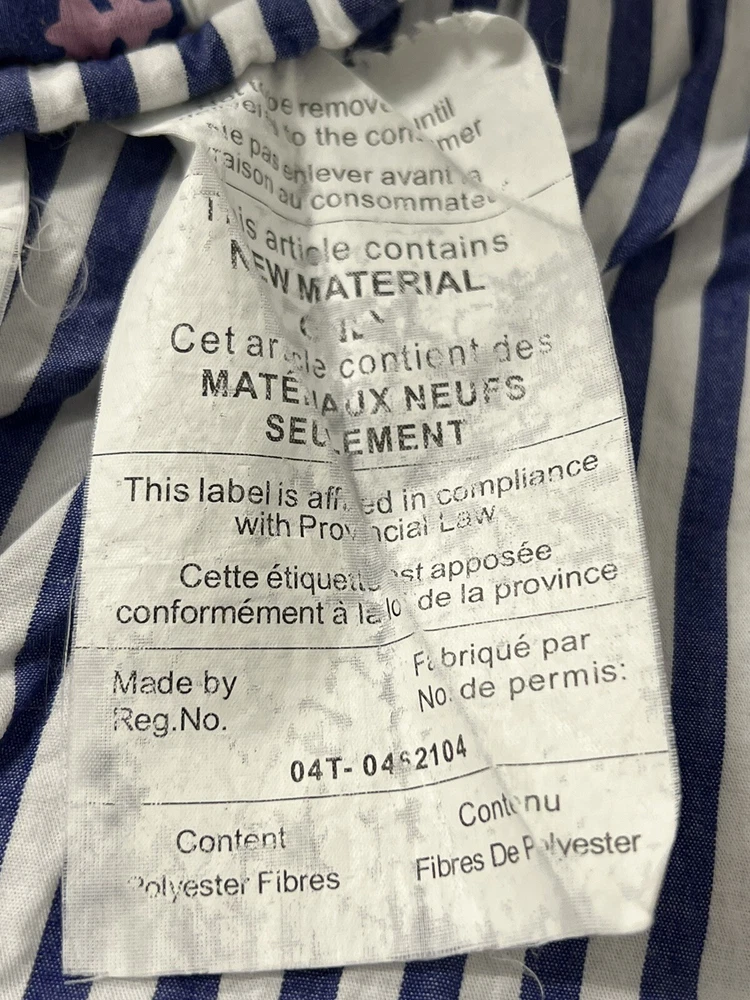 be removed until
to the consumer
pas enlever avant la
au consommateur
This article contains
NEW MATERIAL
ONLY
Cet article contient des
MATÉRIAUX NEUFS
SEULEMENT
This label is affixed in compliance
with Provincial Law
Cette étiquette est apposée
conformément à la loi de la province
Made by
Reg.No.
Fabriqué par
No. de permis:
04T-
Content
Polyester Fibres
Contenu
Fibres De Polyester